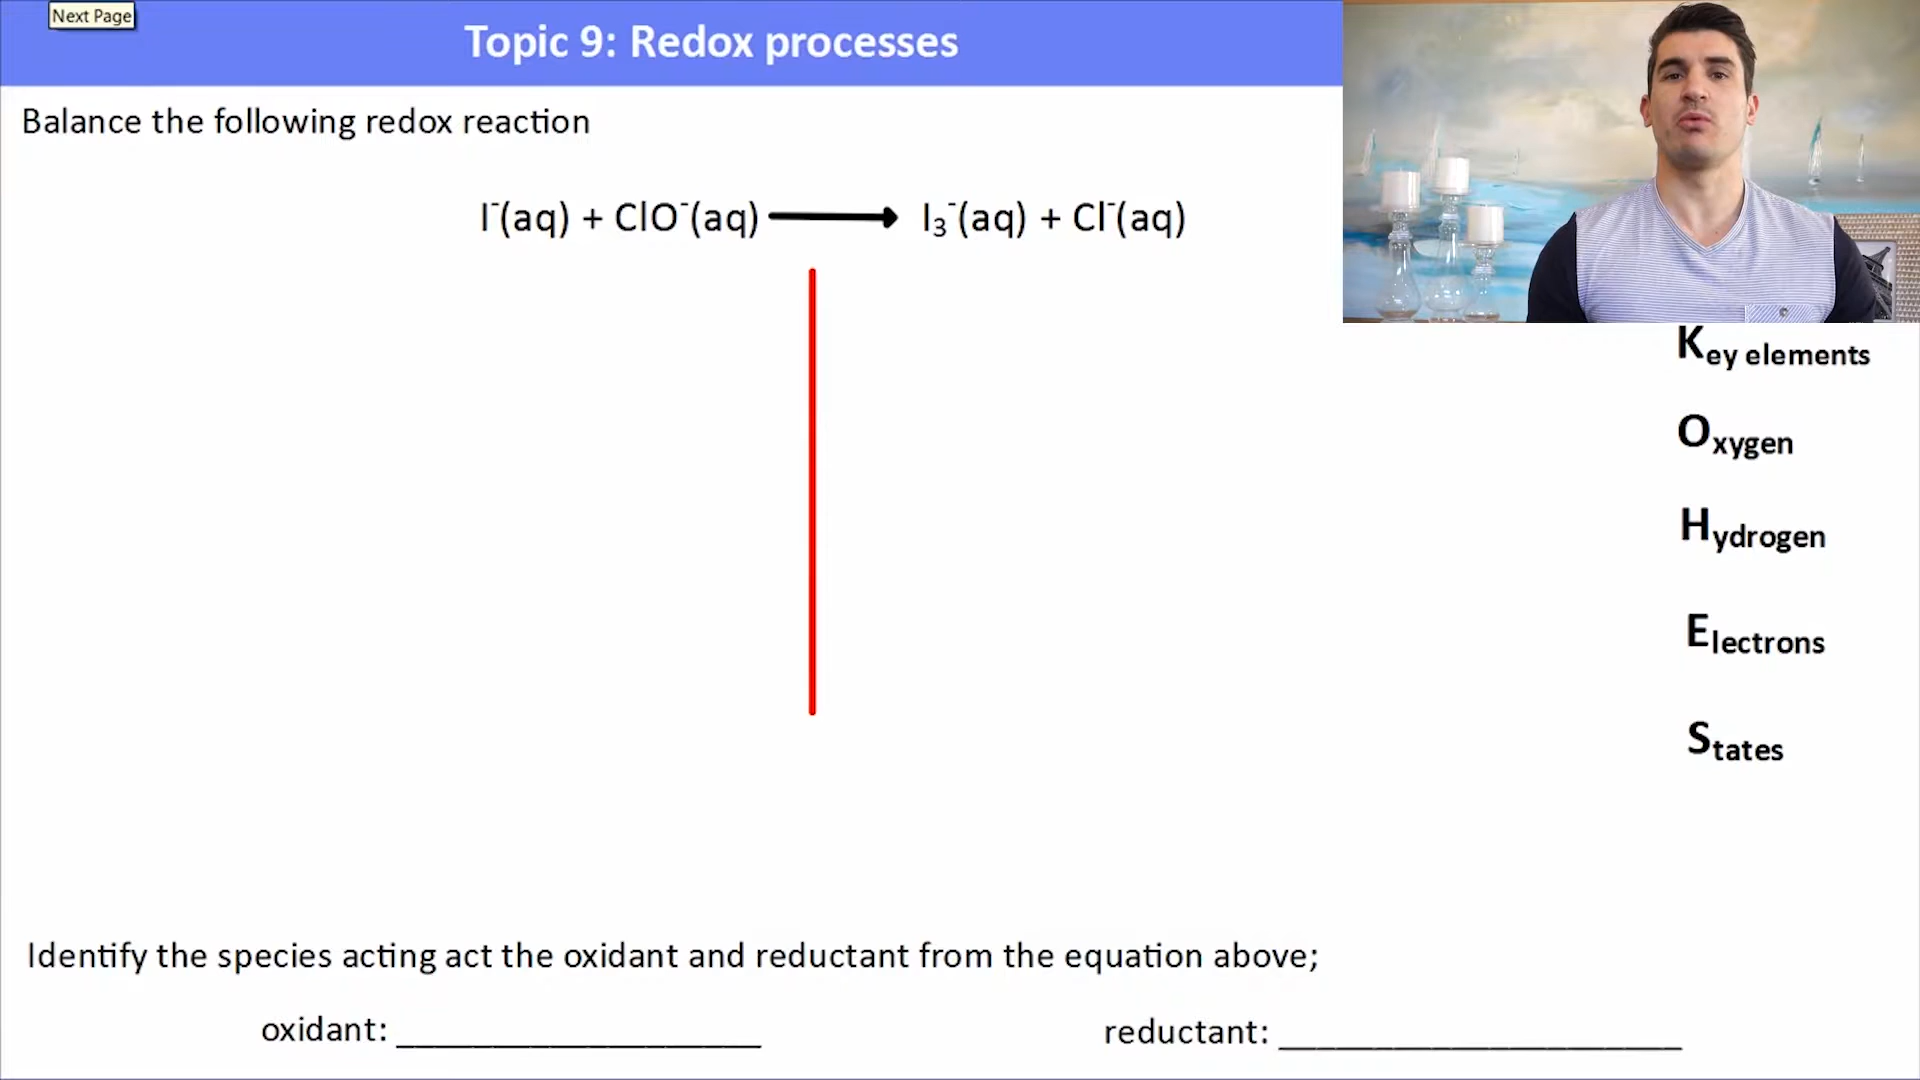 Next Page
Topic 9: Redox processes
Balance the following redox reaction
I⁻(aq) + ClO⁻(aq) → I₃⁻(aq) + Cl⁻(aq)
Key elements
Oxygen
Hydrogen
Electrons
States
Identify the species acting act the oxidant and reductant from the equation above;
oxidant: ____________________ reductant: ______________________